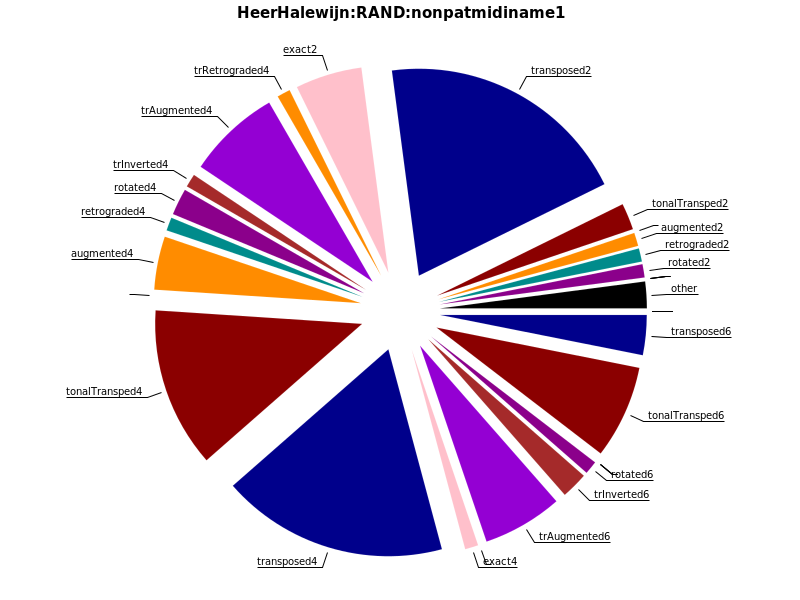 HeerHalewijn:RAND:nonpatmidiname1
exact2
transposed2
trRetrograded4
trAugmented4
trInverted4
rotated4
retrograded4
augmented4
tonalTransped2
augmented2
retrograded2
rotated2
other
transposed6
tonalTransped4
tonalTransped6
rotated6
trInverted6
trAugmented6
exact4
transposed4